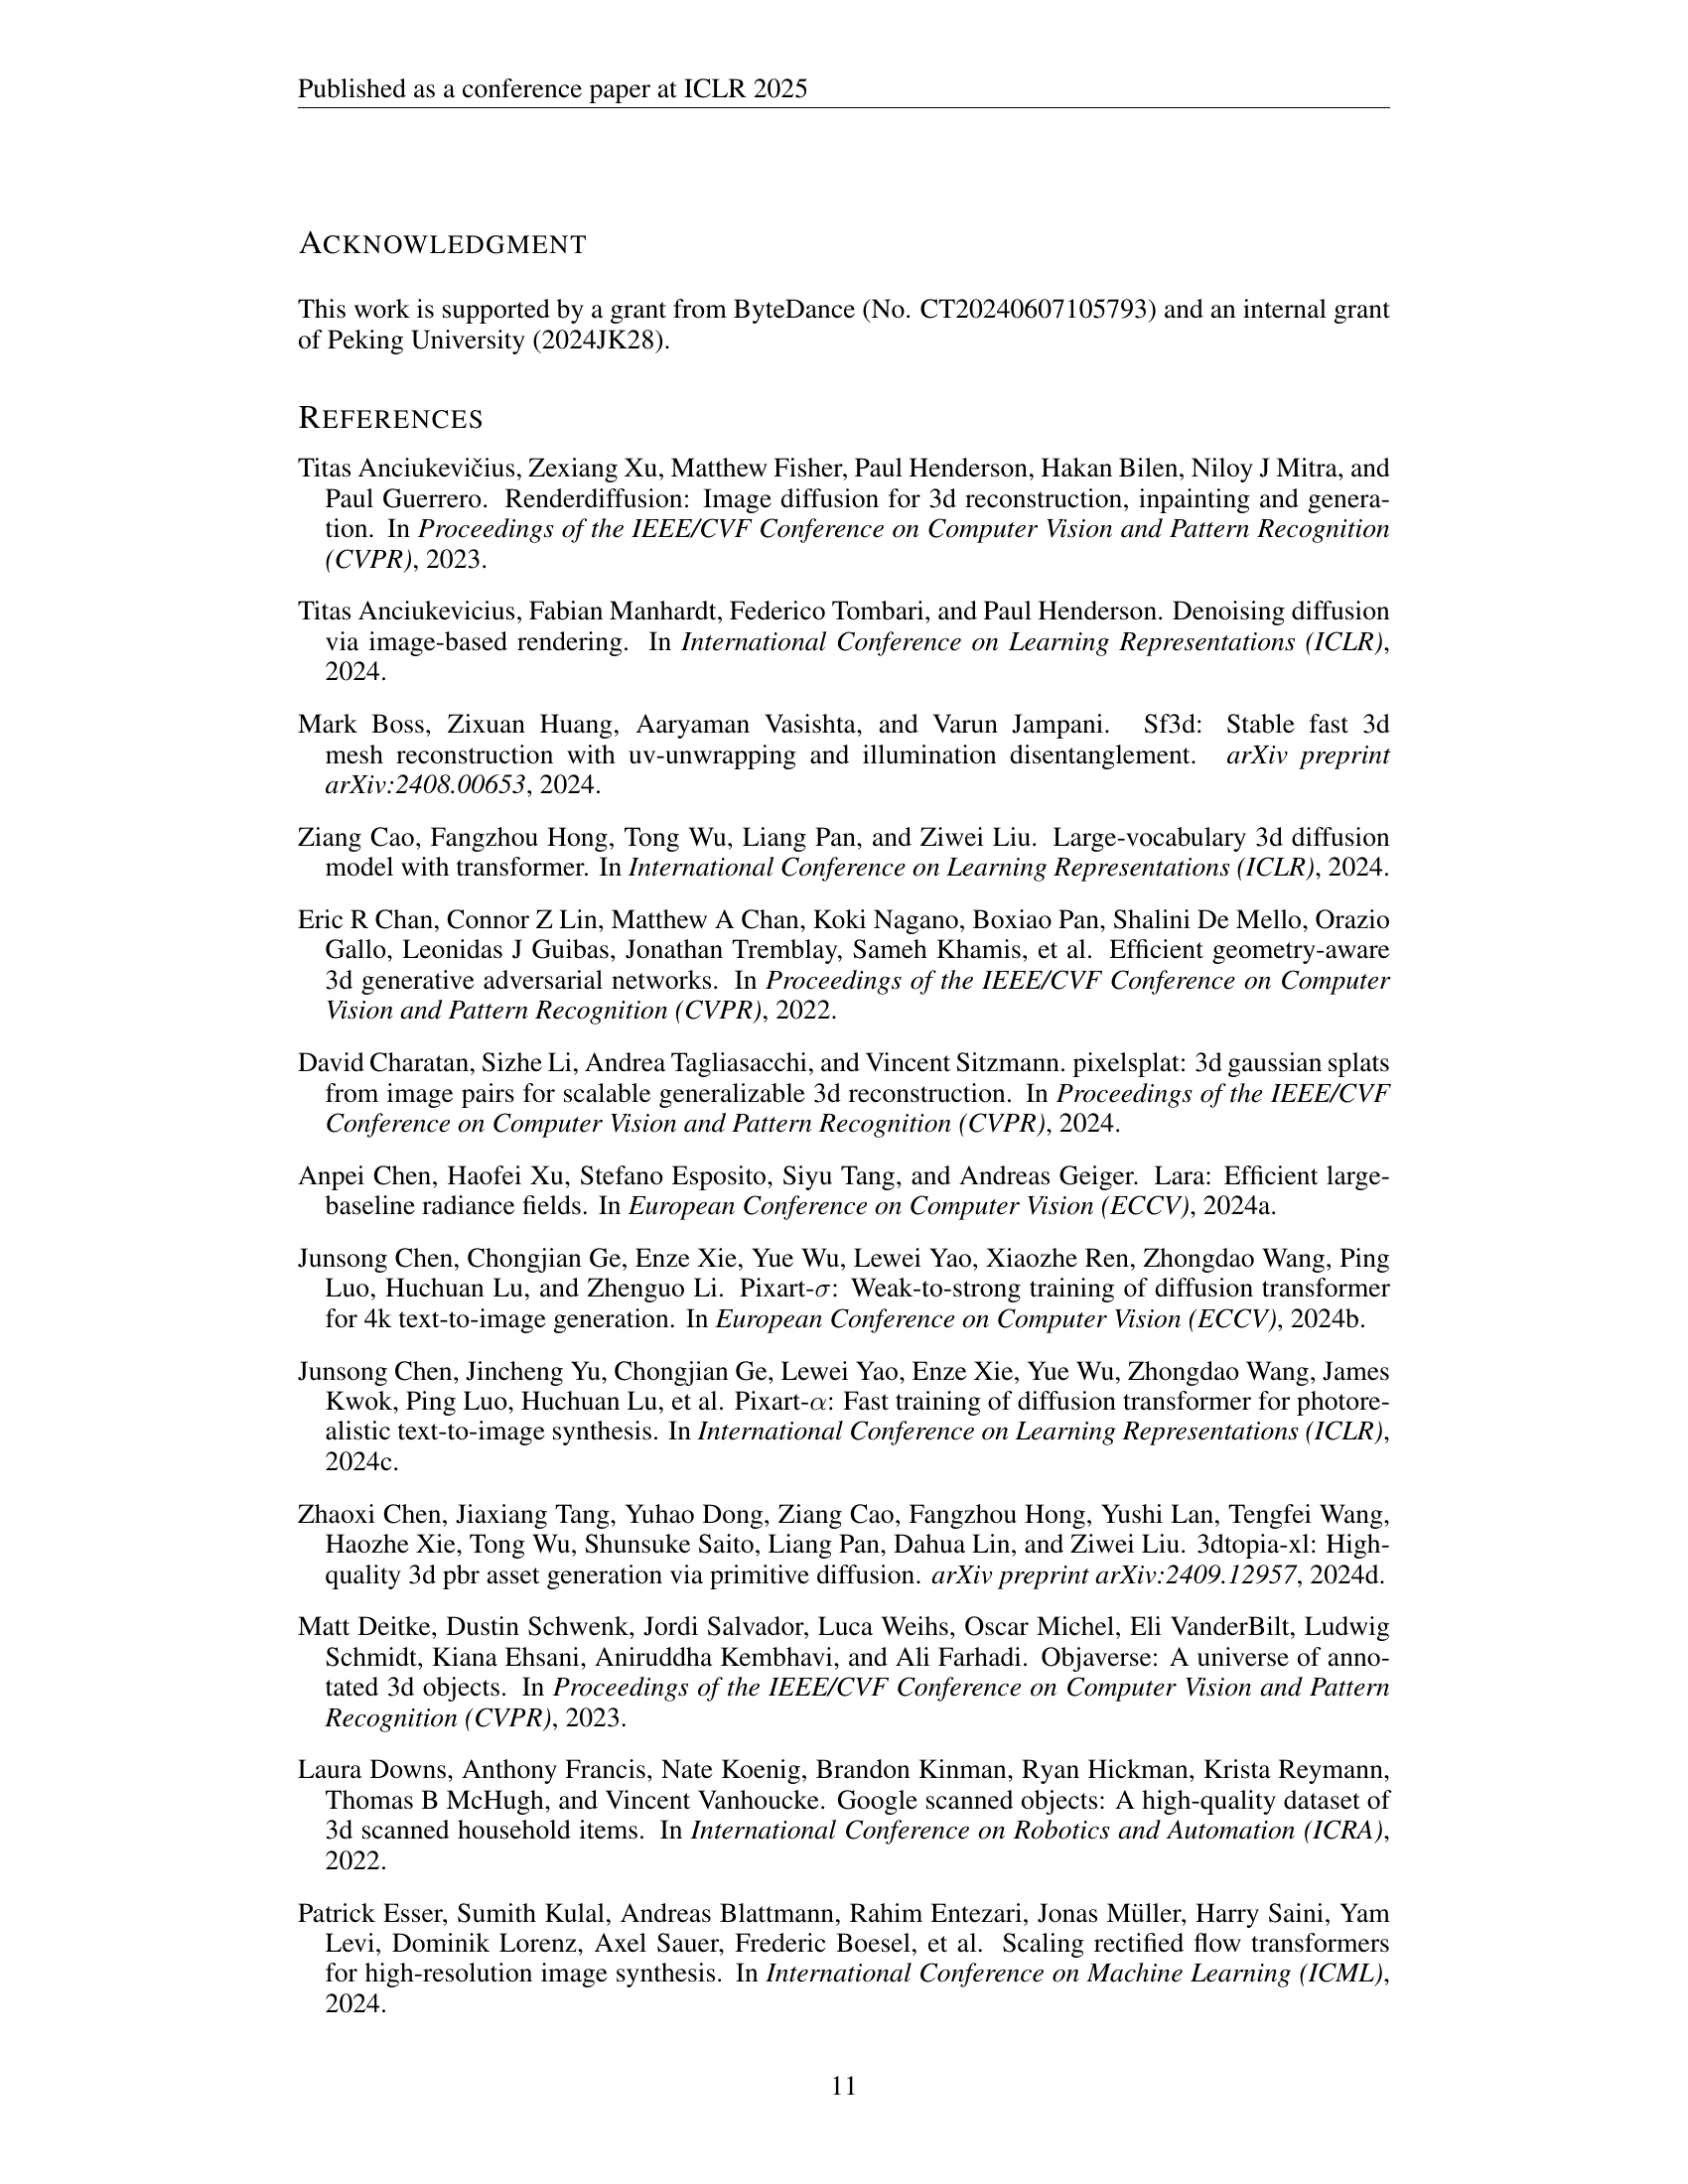 Published as a conference paper at ICLR 2025
ACKNOWLEDGMENT
This work is supported by a grant from ByteDance (No. CT20240607105793) and an internal grant
of Peking University (2024JK28).
REFERENCES
Titas Anciukevičius, Zexiang Xu, Matthew Fisher, Paul Henderson, Hakan Bilen, Niloy J Mitra, and
Paul Guerrero. Renderdiffusion: Image diffusion for 3d reconstruction, inpainting and genera-
tion. In Proceedings of the IEEE/CVF Conference on Computer Vision and Pattern Recognition
(CVPR), 2023.
Titas Anciukevicius, Fabian Manhardt, Federico Tombari, and Paul Henderson. Denoising diffusion
via image-based rendering. In International Conference on Learning Representations (ICLR),
2024.
Mark Boss, Zixuan Huang, Aaryaman Vasishta, and Varun Jampani. Sf3d: Stable fast 3d
mesh reconstruction with uv-unwrapping and illumination disentanglement. arXiv preprint
arXiv:2408.00653, 2024.
Ziang Cao, Fangzhou Hong, Tong Wu, Liang Pan, and Ziwei Liu. Large-vocabulary 3d diffusion
model with transformer. In International Conference on Learning Representations (ICLR), 2024.
Eric R Chan, Connor Z Lin, Matthew A Chan, Koki Nagano, Boxiao Pan, Shalini De Mello, Orazio
Gallo, Leonidas J Guibas, Jonathan Tremblay, Sameh Khamis, et al. Efficient geometry-aware
3d generative adversarial networks. In Proceedings of the IEEE/CVF Conference on Computer
Vision and Pattern Recognition (CVPR), 2022.
David Charatan, Sizhe Li, Andrea Tagliasacchi, and Vincent Sitzmann. pixelsplat: 3d gaussian splats
from image pairs for scalable generalizable 3d reconstruction. In Proceedings of the IEEE/CVF
Conference on Computer Vision and Pattern Recognition (CVPR), 2024.
Anpei Chen, Haofei Xu, Stefano Esposito, Siyu Tang, and Andreas Geiger. Lara: Efficient large-
baseline radiance fields. In European Conference on Computer Vision (ECCV), 2024a.
Junsong Chen, Chongjian Ge, Enze Xie, Yue Wu, Lewei Yao, Xiaozhe Ren, Zhongdao Wang, Ping
Luo, Huchuan Lu, and Zhenguo Li. Pixart-σ: Weak-to-strong training of diffusion transformer
for 4k text-to-image generation. In European Conference on Computer Vision (ECCV), 2024b.
Junsong Chen, Jincheng Yu, Chongjian Ge, Lewei Yao, Enze Xie, Yue Wu, Zhongdao Wang, James
Kwok, Ping Luo, Huchuan Lu, et al. Pixart-α: Fast training of diffusion transformer for photore-
alistic text-to-image synthesis. In International Conference on Learning Representations (ICLR),
2024c.
Zhaoxi Chen, Jiaxiang Tang, Yuhao Dong, Ziang Cao, Fangzhou Hong, Yushi Lan, Tengfei Wang,
Haozhe Xie, Tong Wu, Shunsuke Saito, Liang Pan, Dahua Lin, and Ziwei Liu. 3dtopia-xl: High-
quality 3d pbr asset generation via primitive diffusion. arXiv preprint arXiv:2409.12957, 2024d.
Matt Deitke, Dustin Schwenk, Jordi Salvador, Luca Weihs, Oscar Michel, Eli VanderBilt, Ludwig
Schmidt, Kiana Ehsani, Aniruddha Kembhavi, and Ali Farhadi. Objaverse: A universe of anno-
tated 3d objects. In Proceedings of the IEEE/CVF Conference on Computer Vision and Pattern
Recognition (CVPR), 2023.
Laura Downs, Anthony Francis, Nate Koenig, Brandon Kinman, Ryan Hickman, Krista Reymann,
Thomas B McHugh, and Vincent Vanhoucke. Google scanned objects: A high-quality dataset of
3d scanned household items. In International Conference on Robotics and Automation (ICRA),
2022.
Patrick Esser, Sumith Kulal, Andreas Blattmann, Rahim Entezari, Jonas Müller, Harry Saini, Yam
Levi, Dominik Lorenz, Axel Sauer, Frederic Boesel, et al. Scaling rectified flow transformers
for high-resolution image synthesis. In International Conference on Machine Learning (ICML),
2024.
11